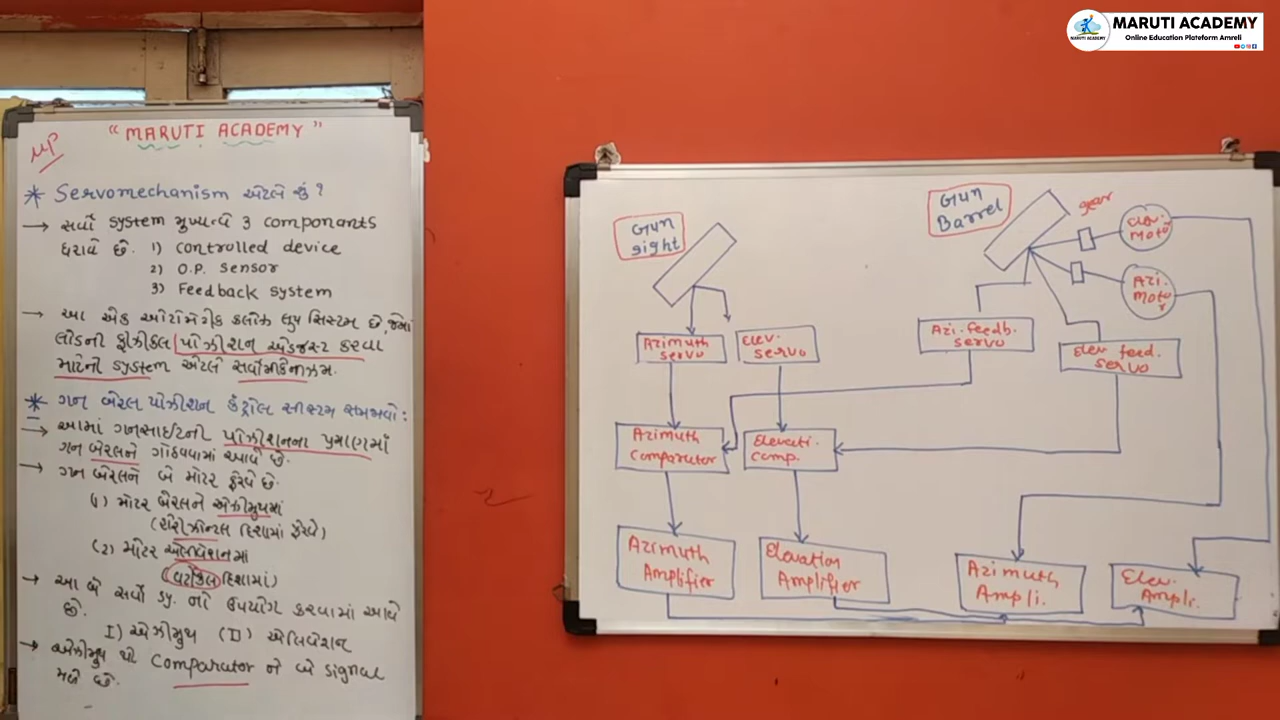 MARUTI ACADEMY
Online Education Plateform Amreli
MARUTI ACADEMY
MP
"MARUTI ACADEMY"
* Servomechanism એટલે શું?
→ સર્વો system મુખ્યત્વે ૩ componants
ધરાવે છે. 1) controlled device
2) O.P. sensor
3) Feedback system
→ આ એક ઓટોમેટીક ક્લોઝ લુપ સિસ્ટમ છે, જેમાં
લોડની ફીઝીકલ પોઝીશન એડજસ્ટ કરવા
માટેની system એટલે સર્વોમીકેનીઝમ.
* ગન બેરલ પોઝીશન કંટ્રોલ સીસ્ટમ સમજાવો:
→ આમાં ગનસાઈટની પોઝીશનના પ્રમાણમાં
ગન બેરલને ગોઠવવામાં આવે છે.
→ ગન બેરલને બે મોટર ફેરવે છે.
(1) મોટર બેરલને એઝીમુથમાં
(હોરીઝોન્ટલ દિશામાં ફેરવે)
(2) મોટર એલીવેશનમાં
(વર્ટીકલ દિશામાં)
→ આ બે સર્વો સી. નો ઉપયોગ કરવામાં આવે
છે.
I) એઝીમુથ (II) એલિવેશન
→ એઝીમુથ થી Comparator ને બે signal
મળે છે.
Gun
sight
Gun
Barrel
gear
Elev.
motor
Azi.
motor
Azimuth
servo
Elev.
servo
Azi. feedb.
servo
Elev feed.
servo
Azimuth
Comparator
Elevati.
Comp.
Azimuth
Amplifier
Elevation
Amplifier
Azimuth
Ampli.
Elev.
Ampli.